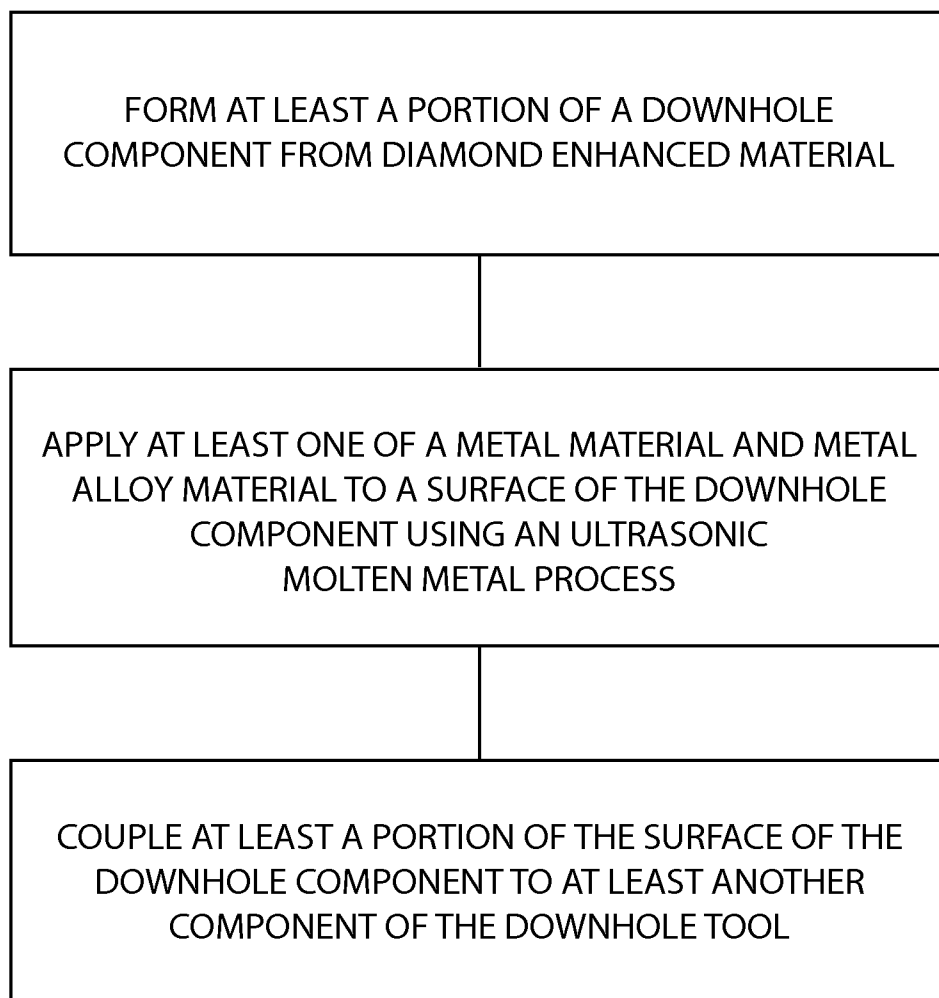 FORM AT LEAST A PORTION OF A DOWNHOLE
COMPONENT FROM DIAMOND ENHANCED MATERIAL
APPLY AT LEAST ONE OF A METAL MATERIAL AND METAL
ALLOY MATERIAL TO A SURFACE OF THE DOWNHOLE
COMPONENT USING AN ULTRASONIC
MOLTEN METAL PROCESS
COUPLE AT LEAST A PORTION OF THE SURFACE OF THE
DOWNHOLE COMPONENT TO AT LEAST ANOTHER
COMPONENT OF THE DOWNHOLE TOOL